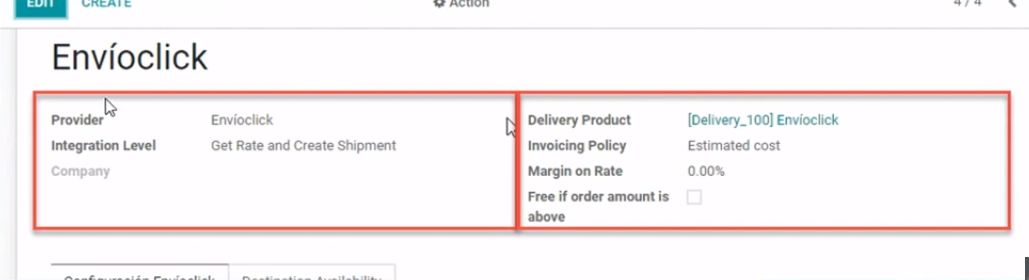 EDIT CREATE Action 4 / 4
Envíoclick
Provider Envíoclick
Integration Level Get Rate and Create Shipment
Company
Delivery Product [Delivery_100] Envíoclick
Invoicing Policy Estimated cost
Margin on Rate 0.00%
Free if order amount is
above
Configuración Envíoclick Destination Availability